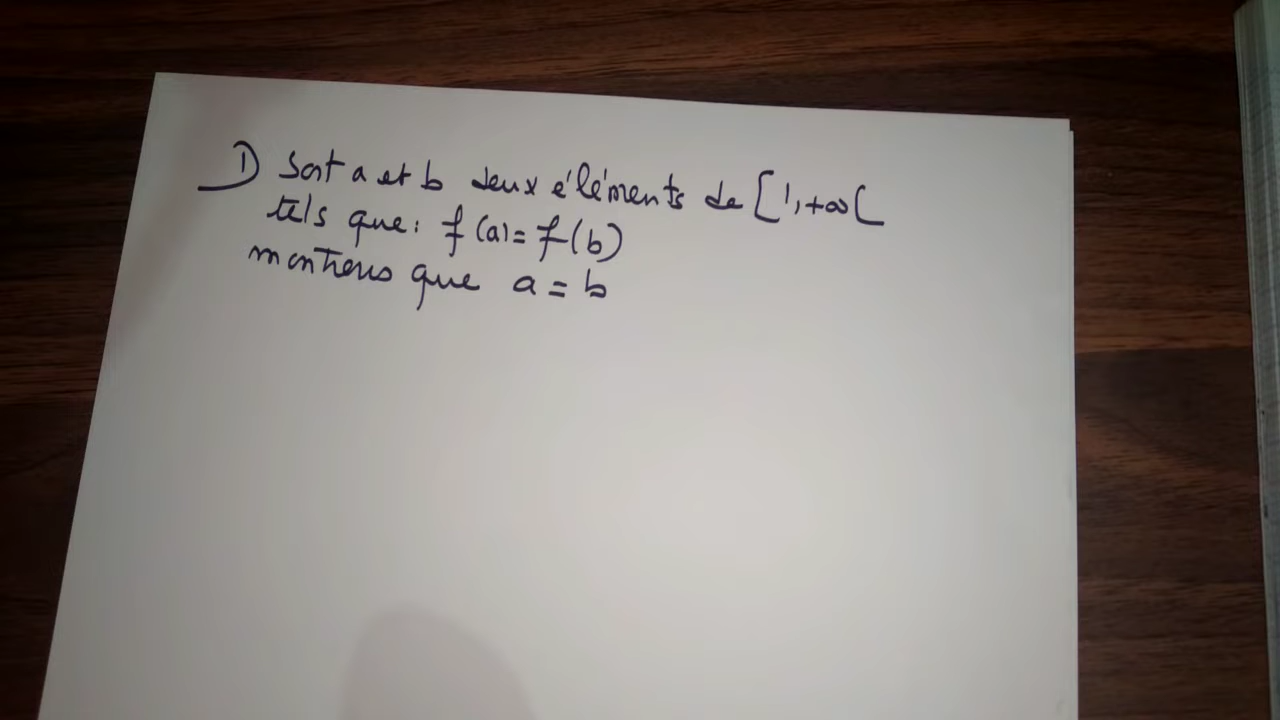 1) Soit a et b deux éléments de [1,+∞[
tels que: f(a)=f(b)
montrons que a = b